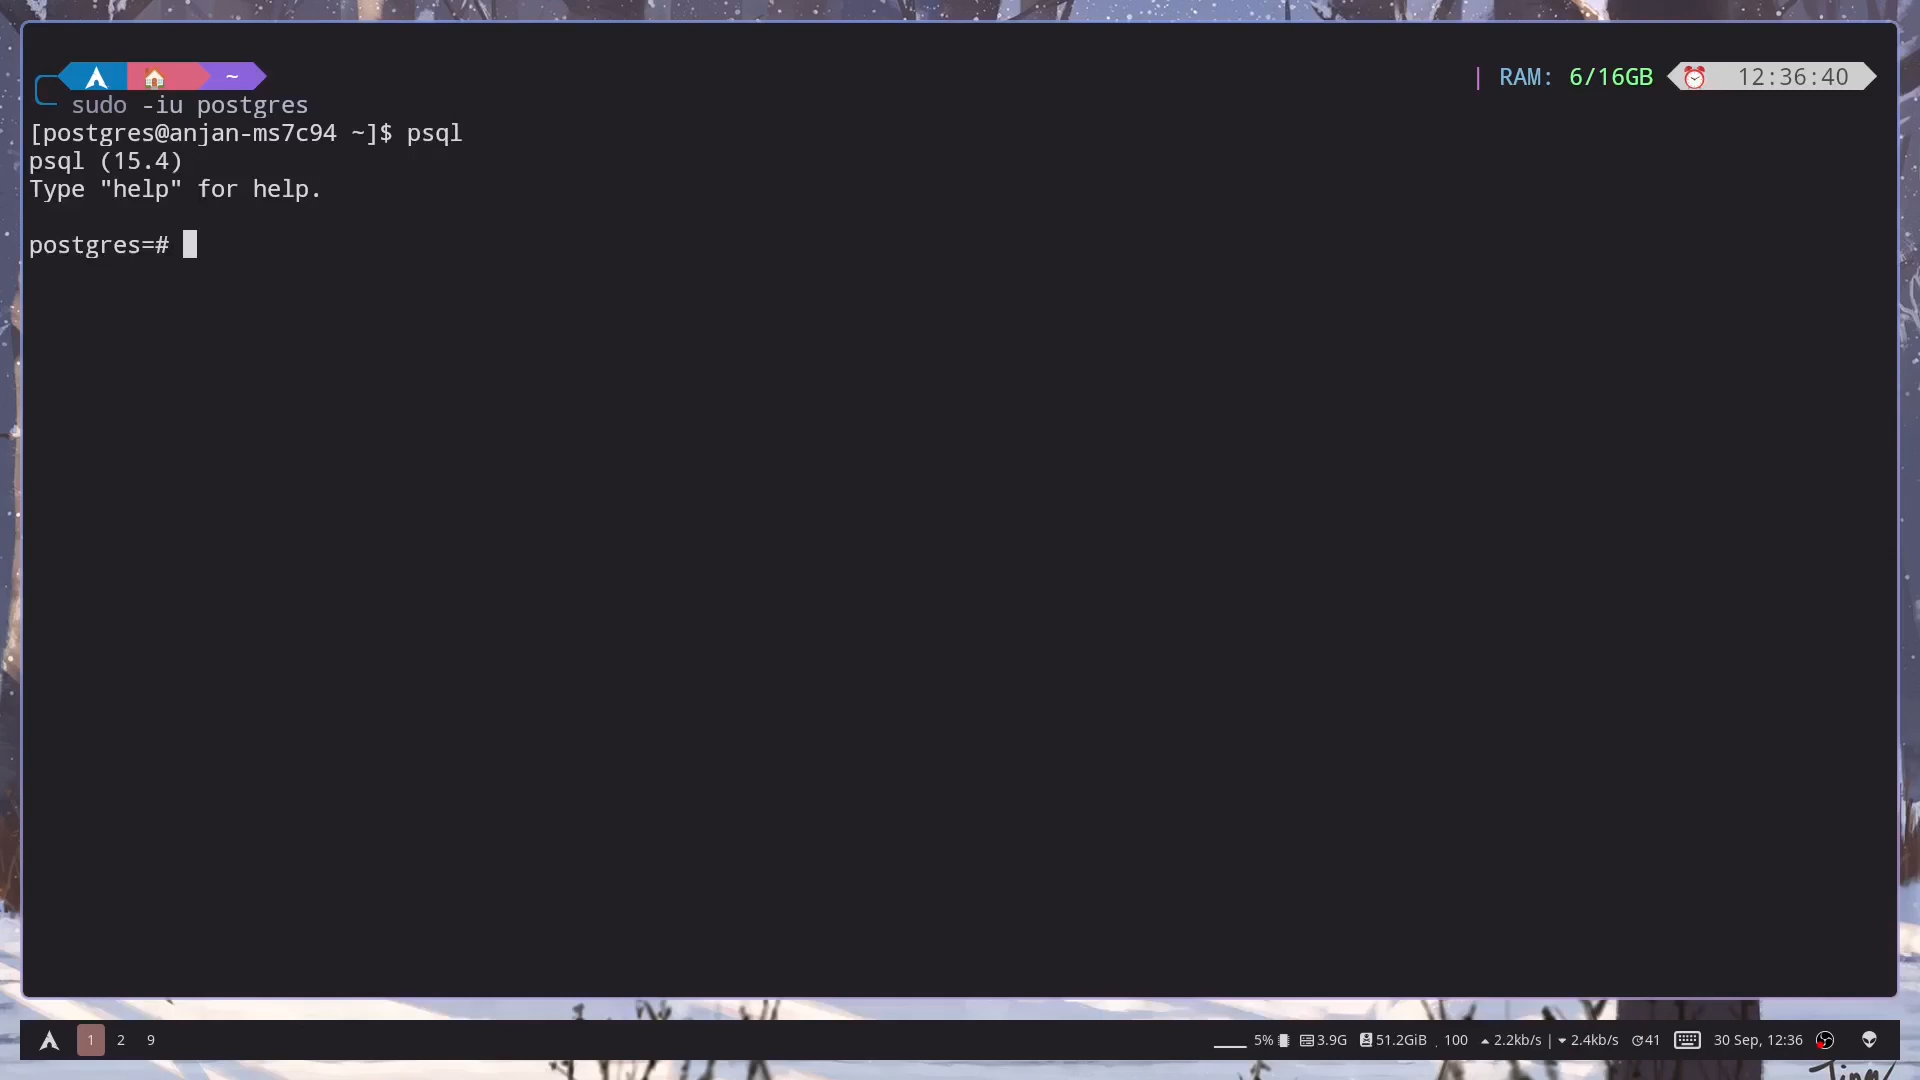 ~
| RAM: 6/16GB 12:36:40
sudo -iu postgres
[postgres@anjan-ms7c94 ~]$ psql
psql (15.4)
Type "help" for help.
postgres=#
1 2 9 5% 3.9G 51.2GiB 100 2.2kb/s | 2.4kb/s 41 30 Sep, 12:36